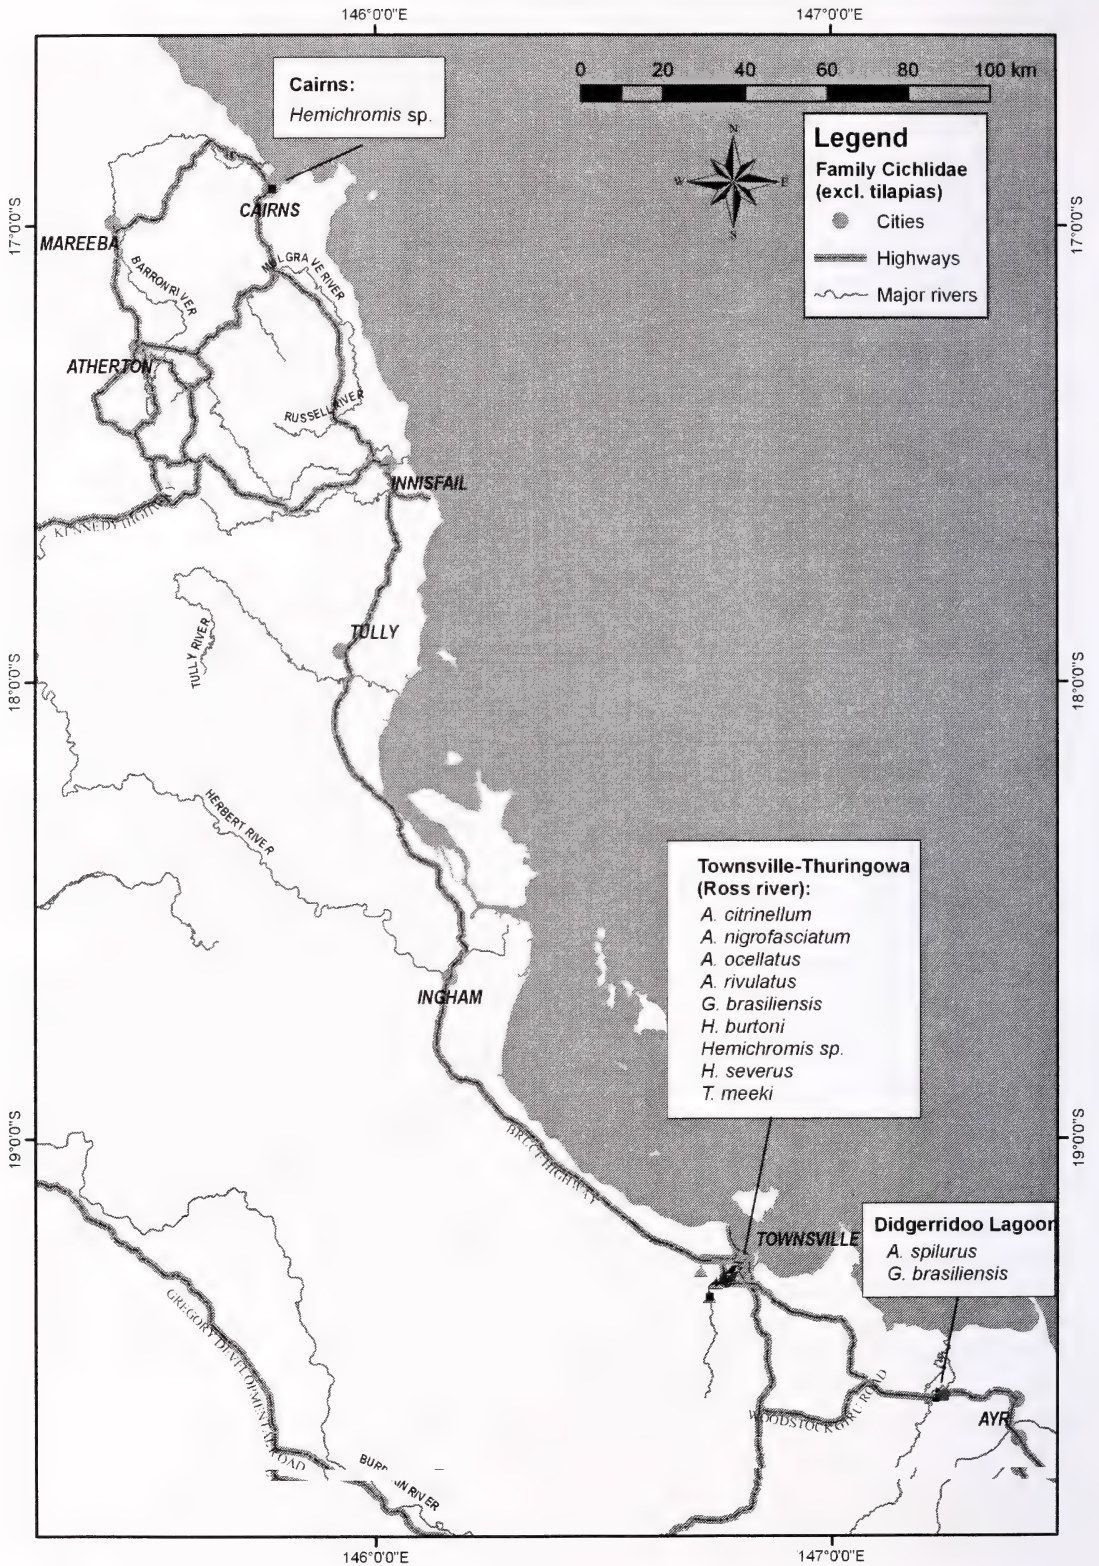 146°0'0"E
147°0'0"E
Cairns:
Hemichromis sp.
0 20 40 60 80 100 km
N
W E
S
Legend
Family Cichlidae
(excl. tilapias)
Cities
Highways
Major rivers
CAIRNS
17°0'0"S
17°0'0"S
MAREEBA
BARRON RIVER
MULGRAVE RIVER
ATHERTON
RUSSELL RIVER
INNISFAIL
TULLY
TULLY RIVER
18°0'0"S
18°0'0"S
HERBERT RIVER
Townsville-Thuringowa
(Ross river):
A. citrinellum
A. nigrofasciatum
A. ocellatus
A. rivulatus
G. brasiliensis
H. burtoni
Hemichromis sp.
H. severus
T. meeki
INGHAM
19°0'0"S
19°0'0"S
BRUCE HIGHWAY
TOWNSVILLE
Didgerridoo Lagoon
A. spilurus
G. brasiliensis
GREGORY DEVELOPMENTAL ROAD
WOODSTOCK GIRU ROAD
AYR
146°0'0"E
147°0'0"E